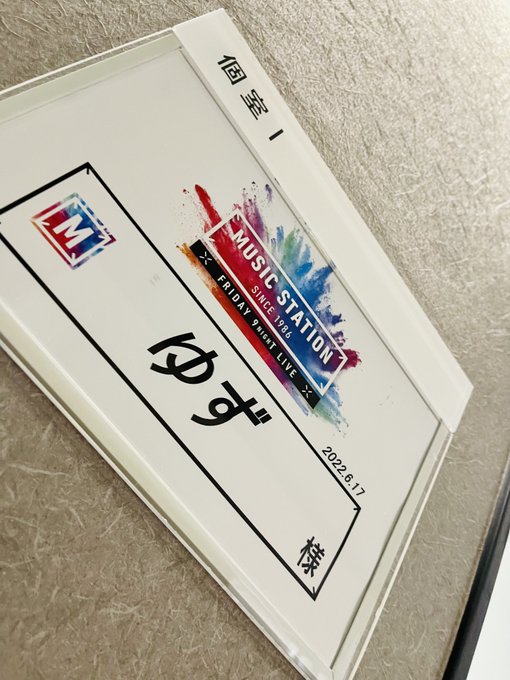 個室1
MUSIC STATION
SINCE 1986
FRIDAY 9NIGHT LIVE
2022.6.17
M
ゆず
様